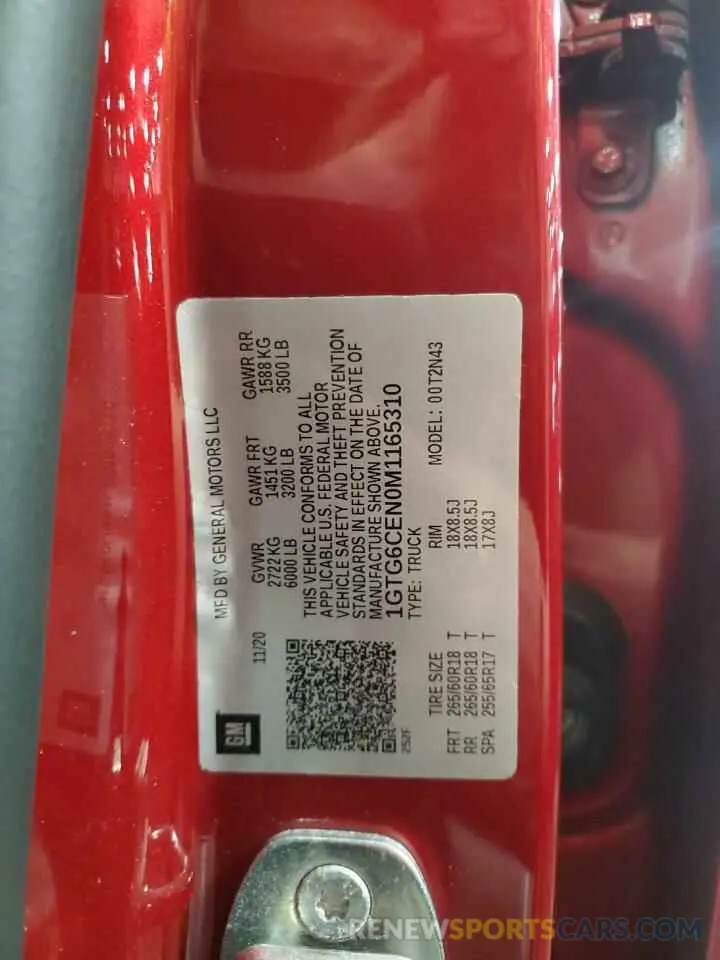 MFD BY GENERAL MOTORS LLC
11/20
GVWR GAWR FRT GAWR RR
2722 KG 1451 KG 1588 KG
6000 LB 3200 LB 3500 LB
THIS VEHICLE CONFORMS TO ALL
APPLICABLE U.S. FEDERAL MOTOR
VEHICLE SAFETY AND THEFT PREVENTION
STANDARDS IN EFFECT ON THE DATE OF
MANUFACTURE SHOWN ABOVE.
1GTG6CEN0M1165310
TYPE: TRUCK MODEL: 00T2N43
GM
2152F
TIRE SIZE RIM
FRT 265/60R18 T 18X8.5J
RR 265/60R18 T 18X8.5J
SPA 255/65R17 T 17X8J
RENEWSPORTSCARS.COM